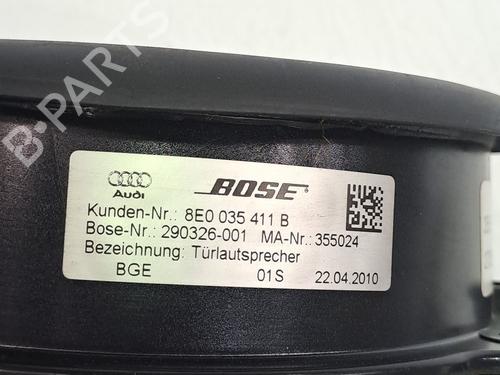 B-PARTS
Audi
BOSE
Kunden-Nr.: 8E0 035 411 B
Bose-Nr.: 290326-001 MA-Nr.: 355024
Bezeichnung: Türlautsprecher
BGE 01S 22.04.2010